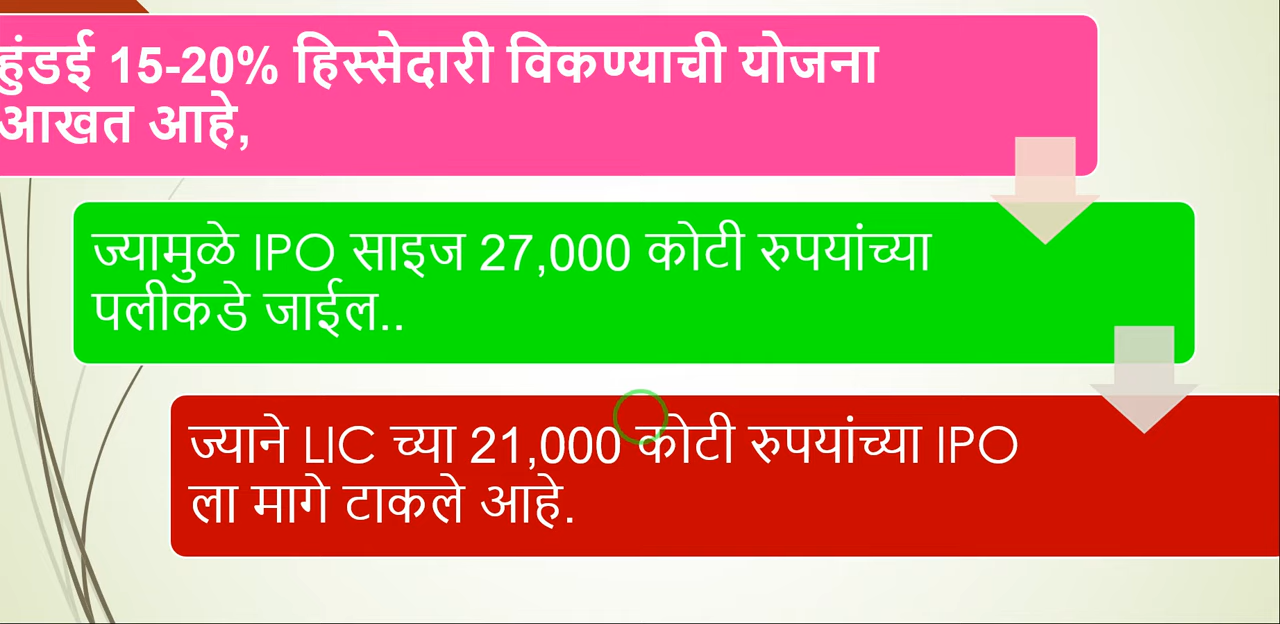 हुंडई 15-20% हिस्सेदारी विकण्याची योजना
आखत आहे,
ज्यामुळे IPO साइज 27,000 कोटी रुपयांच्या
पलीकडे जाईल..
ज्याने LIC च्या 21,000 कोटी रुपयांच्या IPO
ला मागे टाकले आहे.